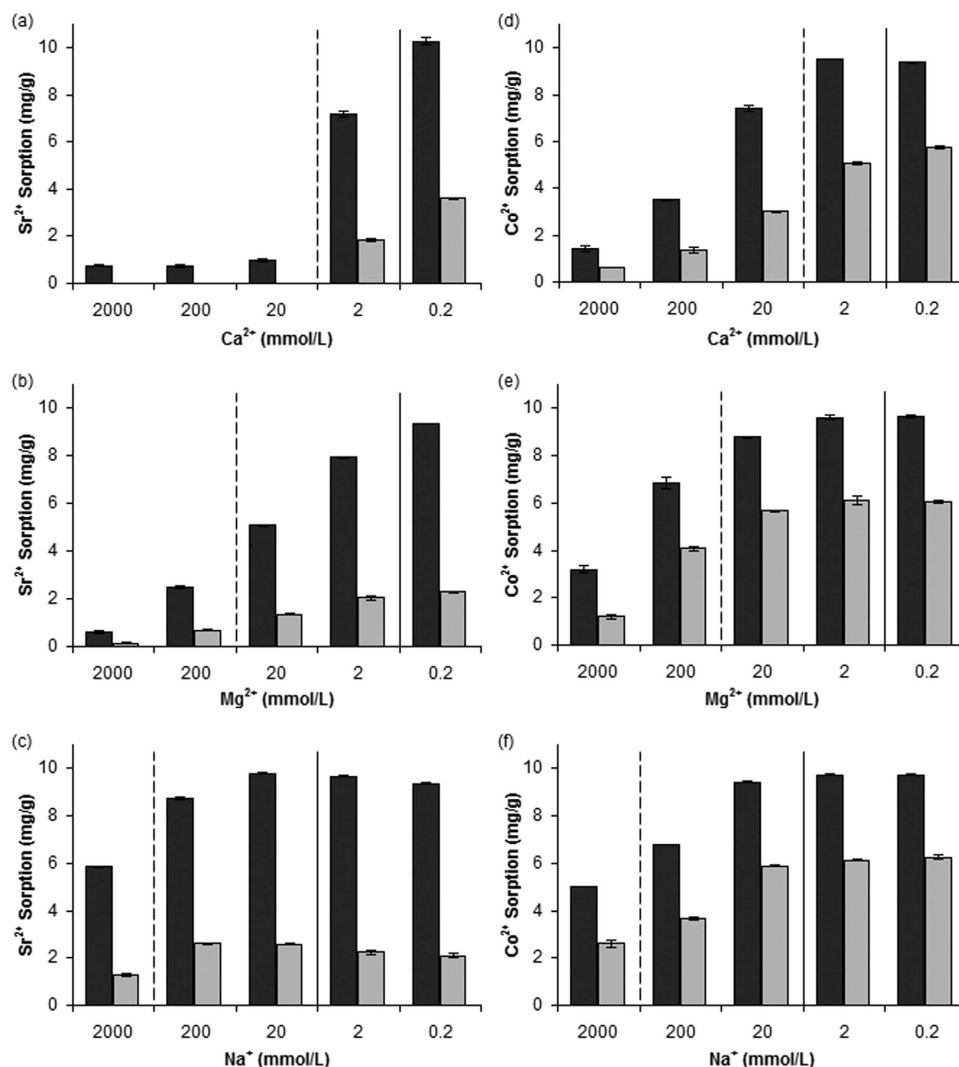 (a)
Sr²⁺ Sorption (mg/g)
10
8
6
4
2
0
2000 200 20 2 0.2
Ca²⁺ (mmol/L)
(d)
Co²⁺ Sorption (mg/g)
10
8
6
4
2
0
2000 200 20 2 0.2
Ca²⁺ (mmol/L)
(b)
Sr²⁺ Sorption (mg/g)
10
8
6
4
2
0
2000 200 20 2 0.2
Mg²⁺ (mmol/L)
(e)
Co²⁺ Sorption (mg/g)
10
8
6
4
2
0
2000 200 20 2 0.2
Mg²⁺ (mmol/L)
(c)
Sr²⁺ Sorption (mg/g)
10
8
6
4
2
0
2000 200 20 2 0.2
Na⁺ (mmol/L)
(f)
Co²⁺ Sorption (mg/g)
10
8
6
4
2
0
2000 200 20 2 0.2
Na⁺ (mmol/L)